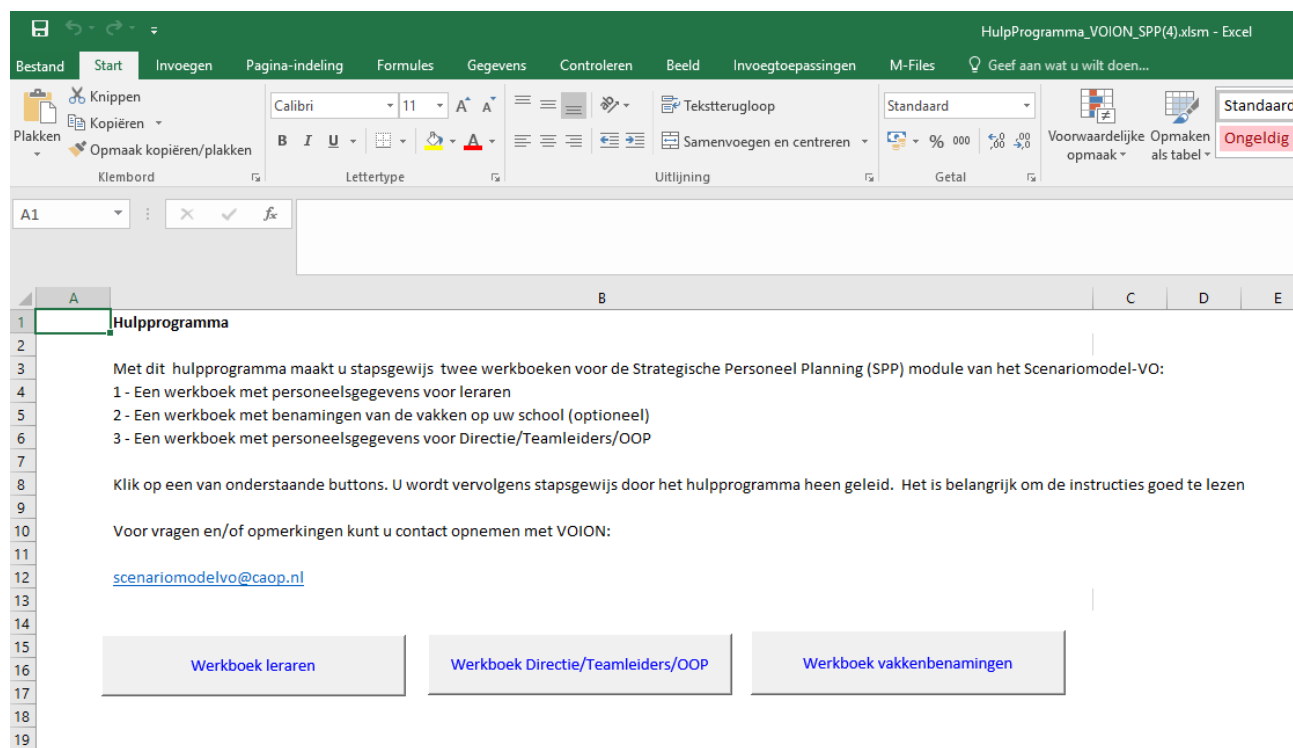 HulpProgramma_VOION_SPP(4).xlsm - Excel
Bestand Start Invoegen Pagina-indeling Formules Gegevens Controleren Beeld Invoegtoepassingen M-Files Geef aan wat u wilt doen...
Plakken
Knippen
Kopiëren
Opmaak kopiëren/plakken
Klembord
Calibri 11
B I U
Lettertype
Tekstterugloop
Samenvoegen en centreren
Uitlijning
Standaard
% 000
Getal
Voorwaardelijke opmaak
Opmaken als tabel
Standaard
Ongeldig
A1
fx
A B C D E
1 Hulpprogramma
2
3 Met dit hulpprogramma maakt u stapsgewijs twee werkboeken voor de Strategische Personeel Planning (SPP) module van het Scenariomodel-VO:
4 1 - Een werkboek met personeelsgegevens voor leraren
5 2 - Een werkboek met benamingen van de vakken op uw school (optioneel)
6 3 - Een werkboek met personeelsgegevens voor Directie/Teamleiders/OOP
7
8 Klik op een van onderstaande buttons. U wordt vervolgens stapsgewijs door het hulpprogramma heen geleid. Het is belangrijk om de instructies goed te lezen
9
10 Voor vragen en/of opmerkingen kunt u contact opnemen met VOION:
11
12 scenariomodelvo@caop.nl
13
14
15
16 Werkboek leraren Werkboek Directie/Teamleiders/OOP Werkboek vakkenbenamingen
17
18
19